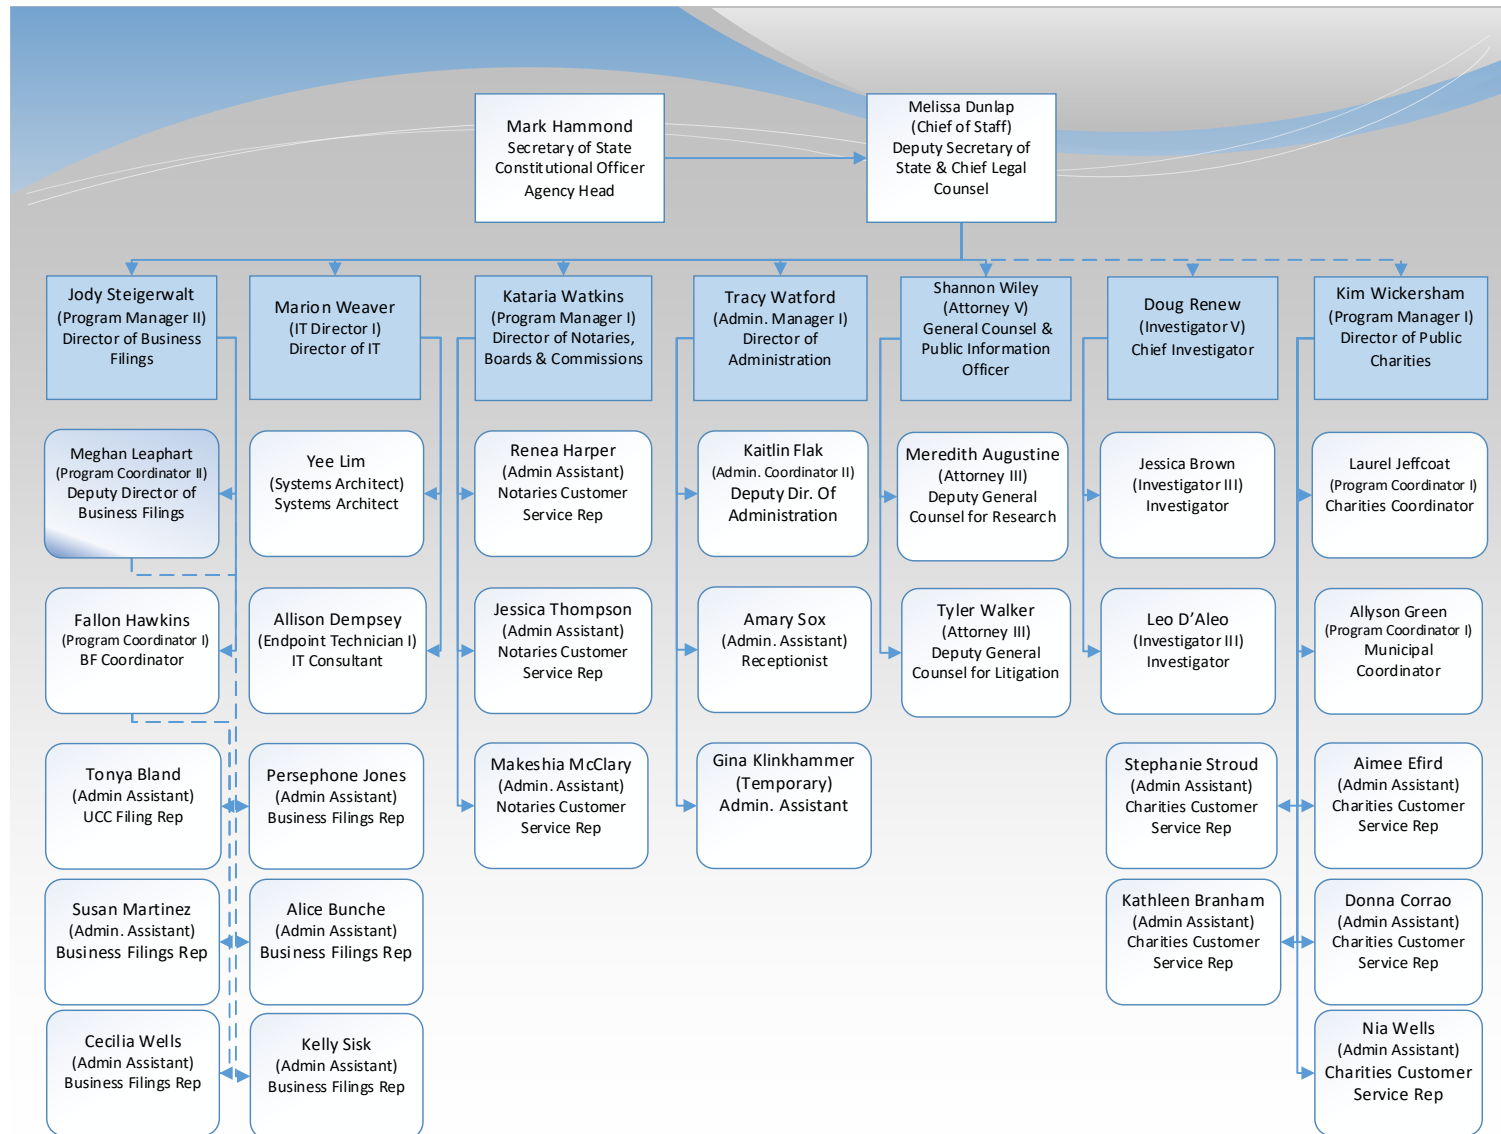 Mark Hammond
Secretary of State
Constitutional Officer
Agency Head
Melissa Dunlap
(Chief of Staff)
Deputy Secretary of
State & Chief Legal
Counsel
Jody Steigerwalt
(Program Manager II)
Director of Business
Filings
Marion Weaver
(IT Director I)
Director of IT
Kataria Watkins
(Program Manager I)
Director of Notaries,
Boards & Commissions
Tracy Watford
(Admin. Manager I)
Director of
Administration
Shannon Wiley
(Attorney V)
General Counsel &
Public Information
Officer
Doug Renew
(Investigator V)
Chief Investigator
Kim Wickersham
(Program Manager I)
Director of Public
Charities
Meghan Leaphart
(Program Coordinator II)
Deputy Director of
Business Filings
Yee Lim
(Systems Architect)
Systems Architect
Renea Harper
(Admin Assistant)
Notaries Customer
Service Rep
Kaitlin Flak
(Admin. Coordinator II)
Deputy Dir. Of
Administration
Meredith Augustine
(Attorney III)
Deputy General
Counsel for Research
Jessica Brown
(Investigator III)
Investigator
Laurel Jeffcoat
(Program Coordinator I)
Charities Coordinator
Fallon Hawkins
(Program Coordinator I)
BF Coordinator
Allison Dempsey
(Endpoint Technician I)
IT Consultant
Jessica Thompson
(Admin Assistant)
Notaries Customer
Service Rep
Amary Sox
(Admin. Assistant)
Receptionist
Tyler Walker
(Attorney III)
Deputy General
Counsel for Litigation
Leo D’Aleo
(Investigator III)
Investigator
Allyson Green
(Program Coordinator I)
Municipal
Coordinator
Tonya Bland
(Admin Assistant)
UCC Filing Rep
Persephone Jones
(Admin Assistant)
Business Filings Rep
Makeshia McClary
(Admin. Assistant)
Notaries Customer
Service Rep
Gina Klinkhammer
(Temporary)
Admin. Assistant
Stephanie Stroud
(Admin Assistant)
Charities Customer
Service Rep
Aimee Efird
(Admin Assistant)
Charities Customer
Service Rep
Susan Martinez
(Admin. Assistant)
Business Filings Rep
Alice Bunche
(Admin Assistant)
Business Filings Rep
Kathleen Branham
(Admin Assistant)
Charities Customer
Service Rep
Donna Corrao
(Admin Assistant)
Charities Customer
Service Rep
Cecilia Wells
(Admin Assistant)
Business Filings Rep
Kelly Sisk
(Admin Assistant)
Business Filings Rep
Nia Wells
(Admin Assistant)
Charities Customer
Service Rep